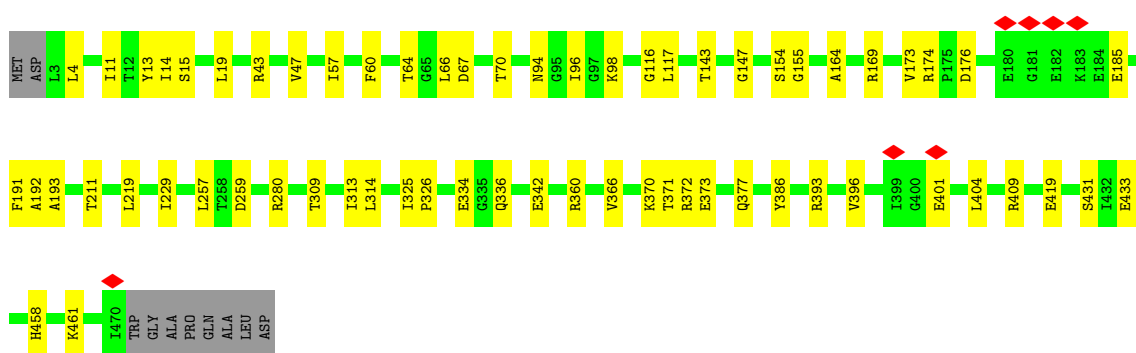 MET ASP L3 L4 I11 T12 Y13 I14 S15 L19 R43 V47 I57 F60 T64 G65 L66 D67 T70 N94 G95 I96 G97 K98 G116 L117 T143 G147 S154 G155 A164 R169 V173 R174 P175 D176 E180 G181 E182 K183 E184 E185
F191 A192 A193 T211 L219 I229 L257 T258 D259 R280 T309 I313 L314 I325 P326 E334 G335 Q336 E342 R360 V366 K370 T371 R372 E373 Q377 Y386 R393 V396 I399 G400 E401 L404 R409 E419 S431 I432 E433
H458 K461 I470 TRP GLY ALA PRO GLN ALA LEU ASP